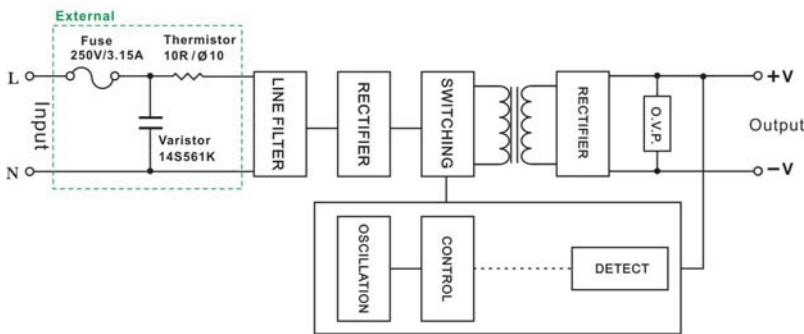 External
Fuse
250V/3.15A
Thermistor
10R/Ø10
L
Input
N
Varistor
14S561K
LINE FILTER
RECTIFIER
SWITCHING
RECTIFIER
O.V.P.
+V
Output
-V
OSCILLATION
CONTROL
DETECT